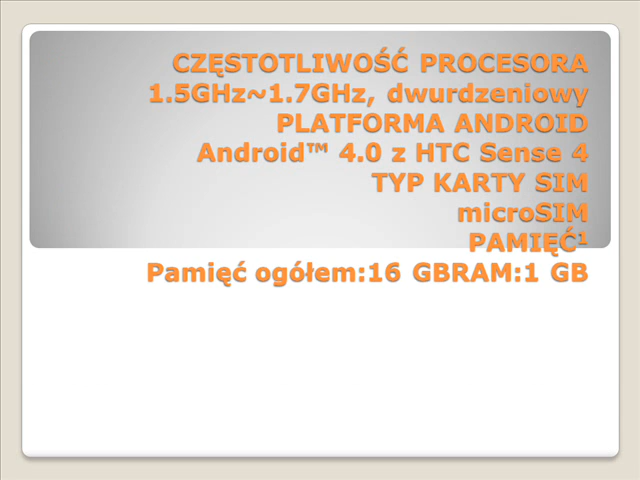 CZĘSTOTLIWOŚĆ PROCESORA
1.5GHz~1.7GHz, dwurdzeniowy
PLATFORMA ANDROID
Android™ 4.0 z HTC Sense 4
TYP KARTY SIM
microSIM
PAMIĘĆ¹
Pamięć ogółem:16 GBRAM:1 GB